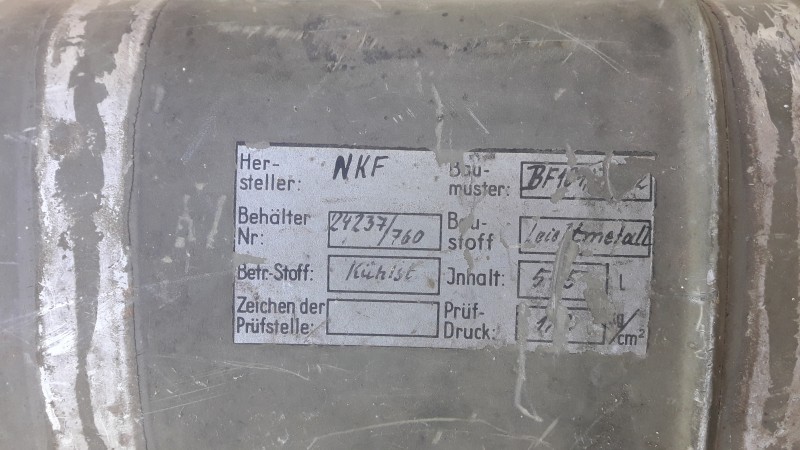 Her-
steller: NKF
Bau-
muster:
Behälter
Nr: 24237/760
Bau-
stoff Leichtmetall
Betr.-Stoff: Kühlst
Jnhalt: l
Zeichen der
Prüfstelle:
Prüf-
Druck: kg/cm²